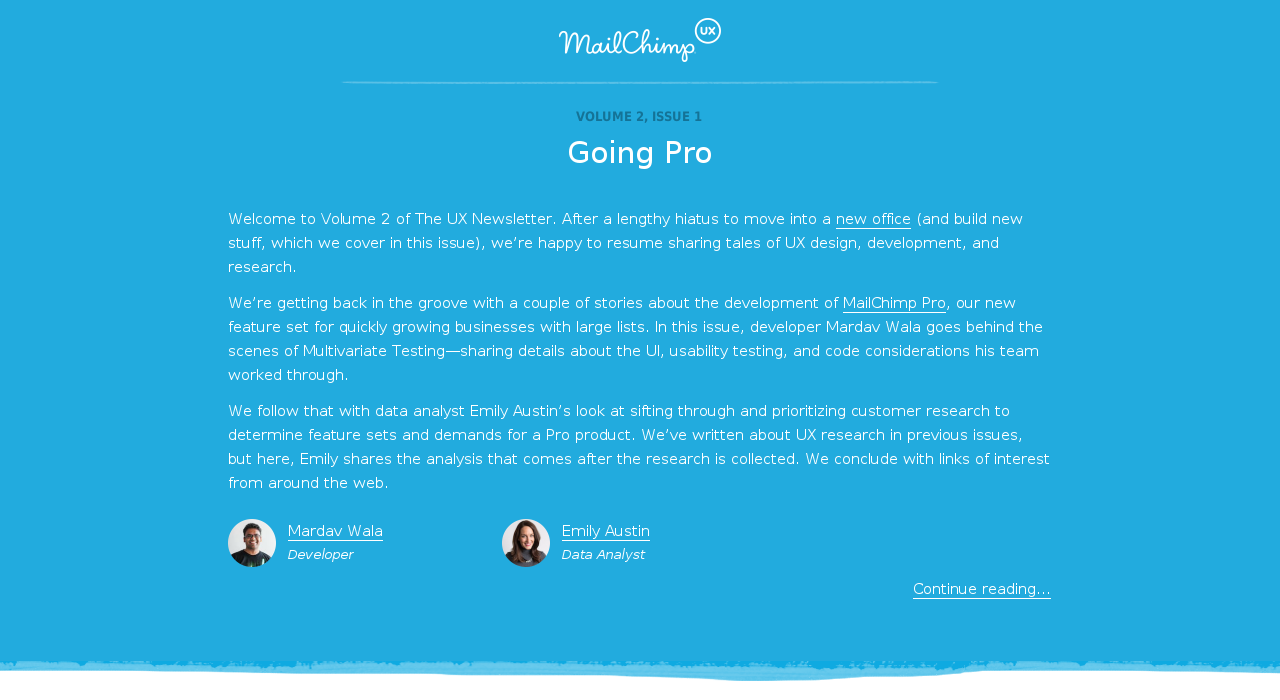 MailChimp UX
VOLUME 2, ISSUE 1
Going Pro
Welcome to Volume 2 of The UX Newsletter. After a lengthy hiatus to move into a new office (and build new
stuff, which we cover in this issue), we’re happy to resume sharing tales of UX design, development, and
research.
We’re getting back in the groove with a couple of stories about the development of MailChimp Pro, our new
feature set for quickly growing businesses with large lists. In this issue, developer Mardav Wala goes behind the
scenes of Multivariate Testing—sharing details about the UI, usability testing, and code considerations his team
worked through.
We follow that with data analyst Emily Austin’s look at sifting through and prioritizing customer research to
determine feature sets and demands for a Pro product. We’ve written about UX research in previous issues,
but here, Emily shares the analysis that comes after the research is collected. We conclude with links of interest
from around the web.
Mardav Wala
Developer
Emily Austin
Data Analyst
Continue reading...